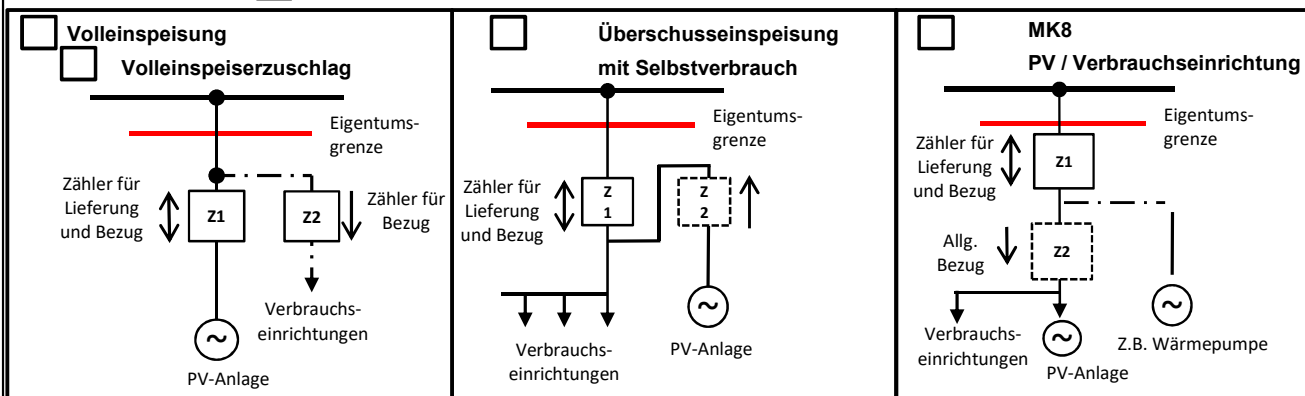 Volleinspeisung
Volleinspeiserzuschlag
Eigentums-
grenze
Zähler für
Lieferung
und Bezug
Z1
Z2
Zähler für
Bezug
Verbrauchs-
einrichtungen
~
PV-Anlage
Überschusseinspeisung
mit Selbstverbrauch
Eigentums-
grenze
Zähler für
Lieferung
und Bezug
Z
1
Z
2
~
Verbrauchs-
einrichtungen
PV-Anlage
MK8
PV / Verbrauchseinrichtung
Eigentums-
grenze
Zähler für
Lieferung
und Bezug
Z1
Allg.
Bezug
Z2
~
~
Verbrauchs-
einrichtungen
PV-Anlage
Z.B. Wärmepumpe